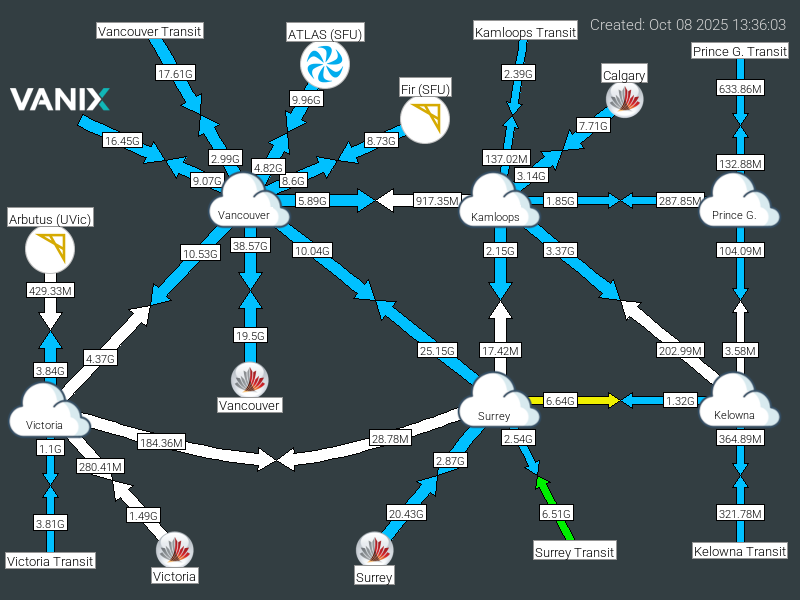 Created: Oct 08 2025 13:36:03
Vancouver Transit
ATLAS (SFU)
Kamloops Transit
Prince G. Transit
17.61G
2.39G
Calgary
633.86M
Fir (SFU)
VANIX
9.96G
7.71G
16.45G
8.73G
2.99G
137.02M
132.88M
4.82G
3.14G
9.07G
8.6G
5.89G
917.35M
1.85G
287.85M
Vancouver
Kamloops
Prince G.
Arbutus (UVic)
10.53G
38.57G
10.04G
2.15G
3.37G
104.09M
429.33M
19.5G
4.37G
25.15G
17.42M
202.99M
3.58M
3.84G
Vancouver
6.64G
1.32G
Victoria
Surrey
Kelowna
184.36M
28.78M
2.54G
364.89M
1.1G
280.41M
2.87G
3.81G
1.49G
20.43G
6.51G
321.78M
Victoria Transit
Victoria
Surrey
Surrey Transit
Kelowna Transit